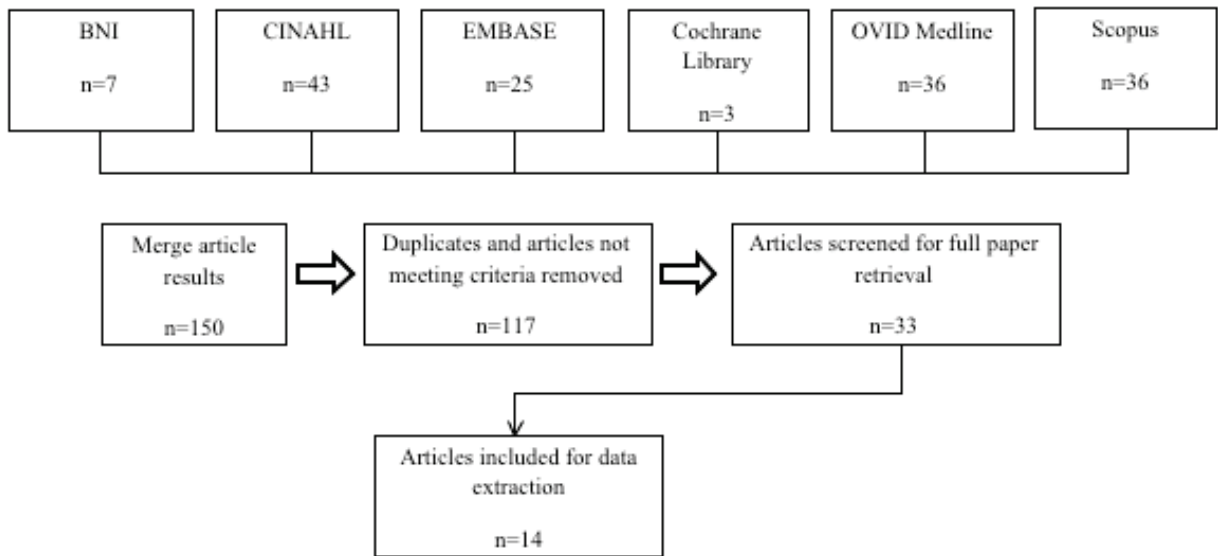 BNI
n=7
CINAHL
n=43
EMBASE
n=25
Cochrane
Library
n=3
OVID Medline
n=36
Scopus
n=36
Merge article
results
n=150
Duplicates and articles not
meeting criteria removed
n=117
Articles screened for full paper
retrieval
n=33
Articles included for data
extraction
n=14